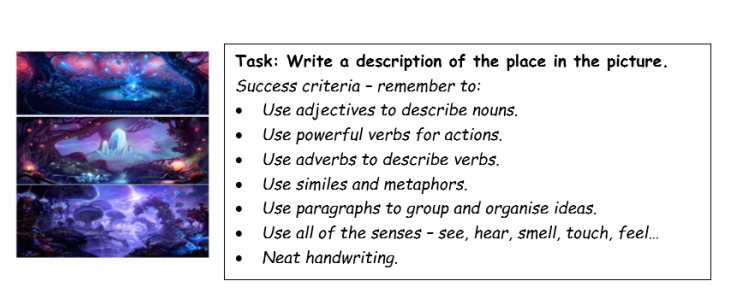 Task: Write a description of the place in the picture.
Success criteria – remember to:
• Use adjectives to describe nouns.
• Use powerful verbs for actions.
• Use adverbs to describe verbs.
• Use similes and metaphors.
• Use paragraphs to group and organise ideas.
• Use all of the senses – see, hear, smell, touch, feel…
• Neat handwriting.